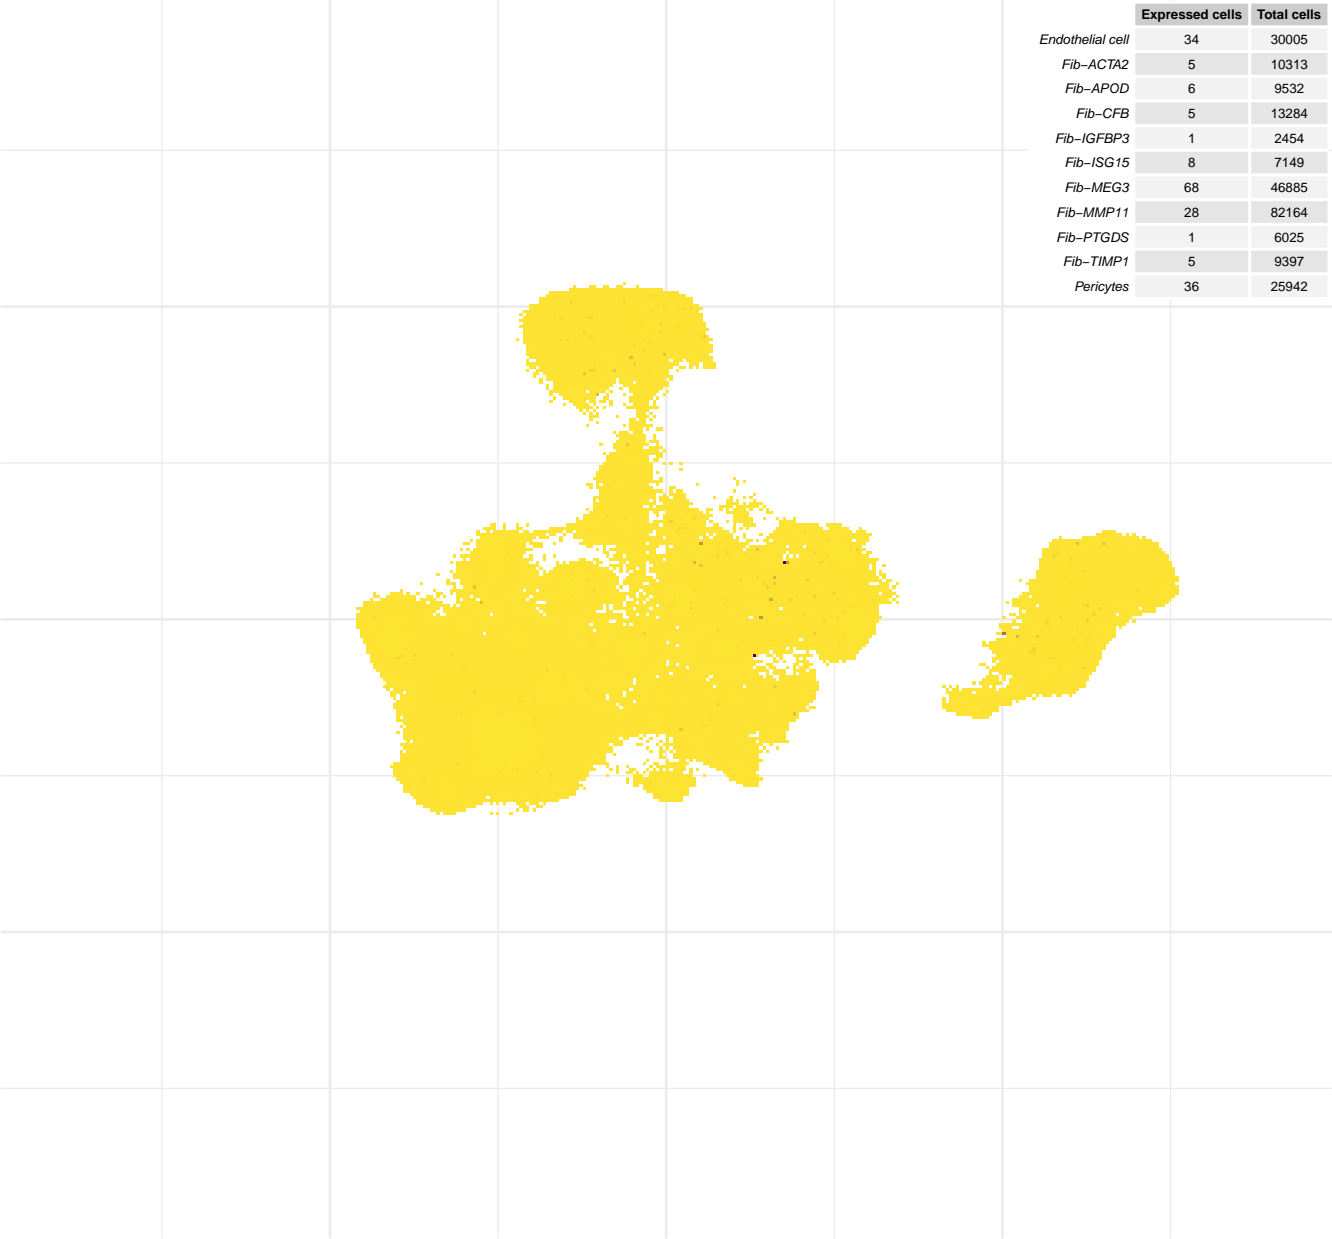 Expressed cells Total cells
Endothelial cell 34 30005
Fib−ACTA2 5 10313
Fib−APOD 6 9532
Fib−CFB 5 13284
Fib−IGFBP3 1 2454
Fib−ISG15 8 7149
Fib−MEG3 68 46885
Fib−MMP11 28 82164
Fib−PTGDS 1 6025
Fib−TIMP1 5 9397
Pericytes 36 25942